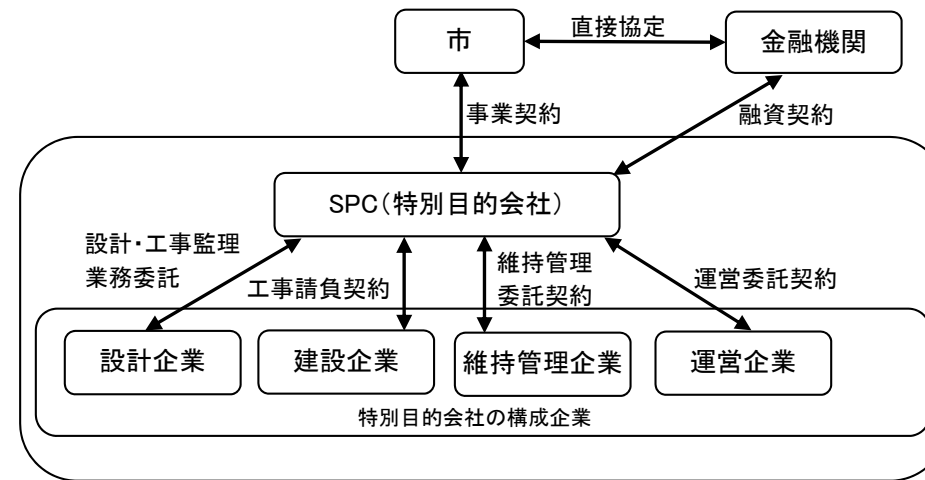 市
直接協定
金融機関
事業契約
融資契約
SPC(特別目的会社)
設計・工事監理
業務委託
工事請負契約
維持管理
委託契約
運営委託契約
設計企業
建設企業
維持管理企業
運営企業
特別目的会社の構成企業